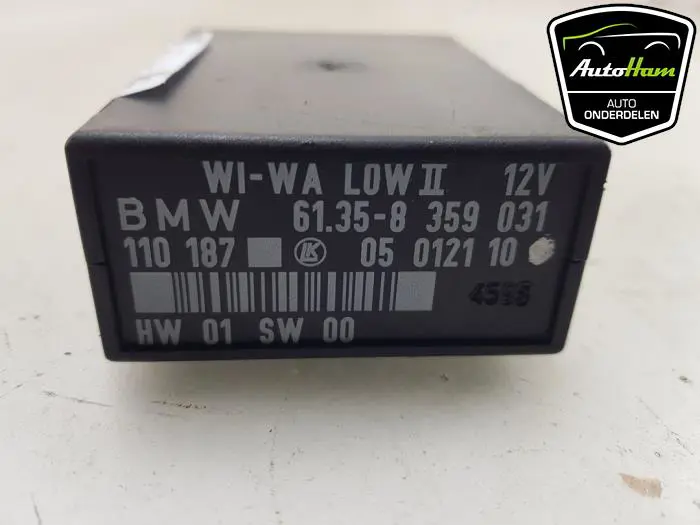 AutoHam
AUTO
ONDERDELEN
WI-WA LOW II 12V
BMW 61.35-8 359 031
110 187 LK 05 0121 10
HW 01 SW 00